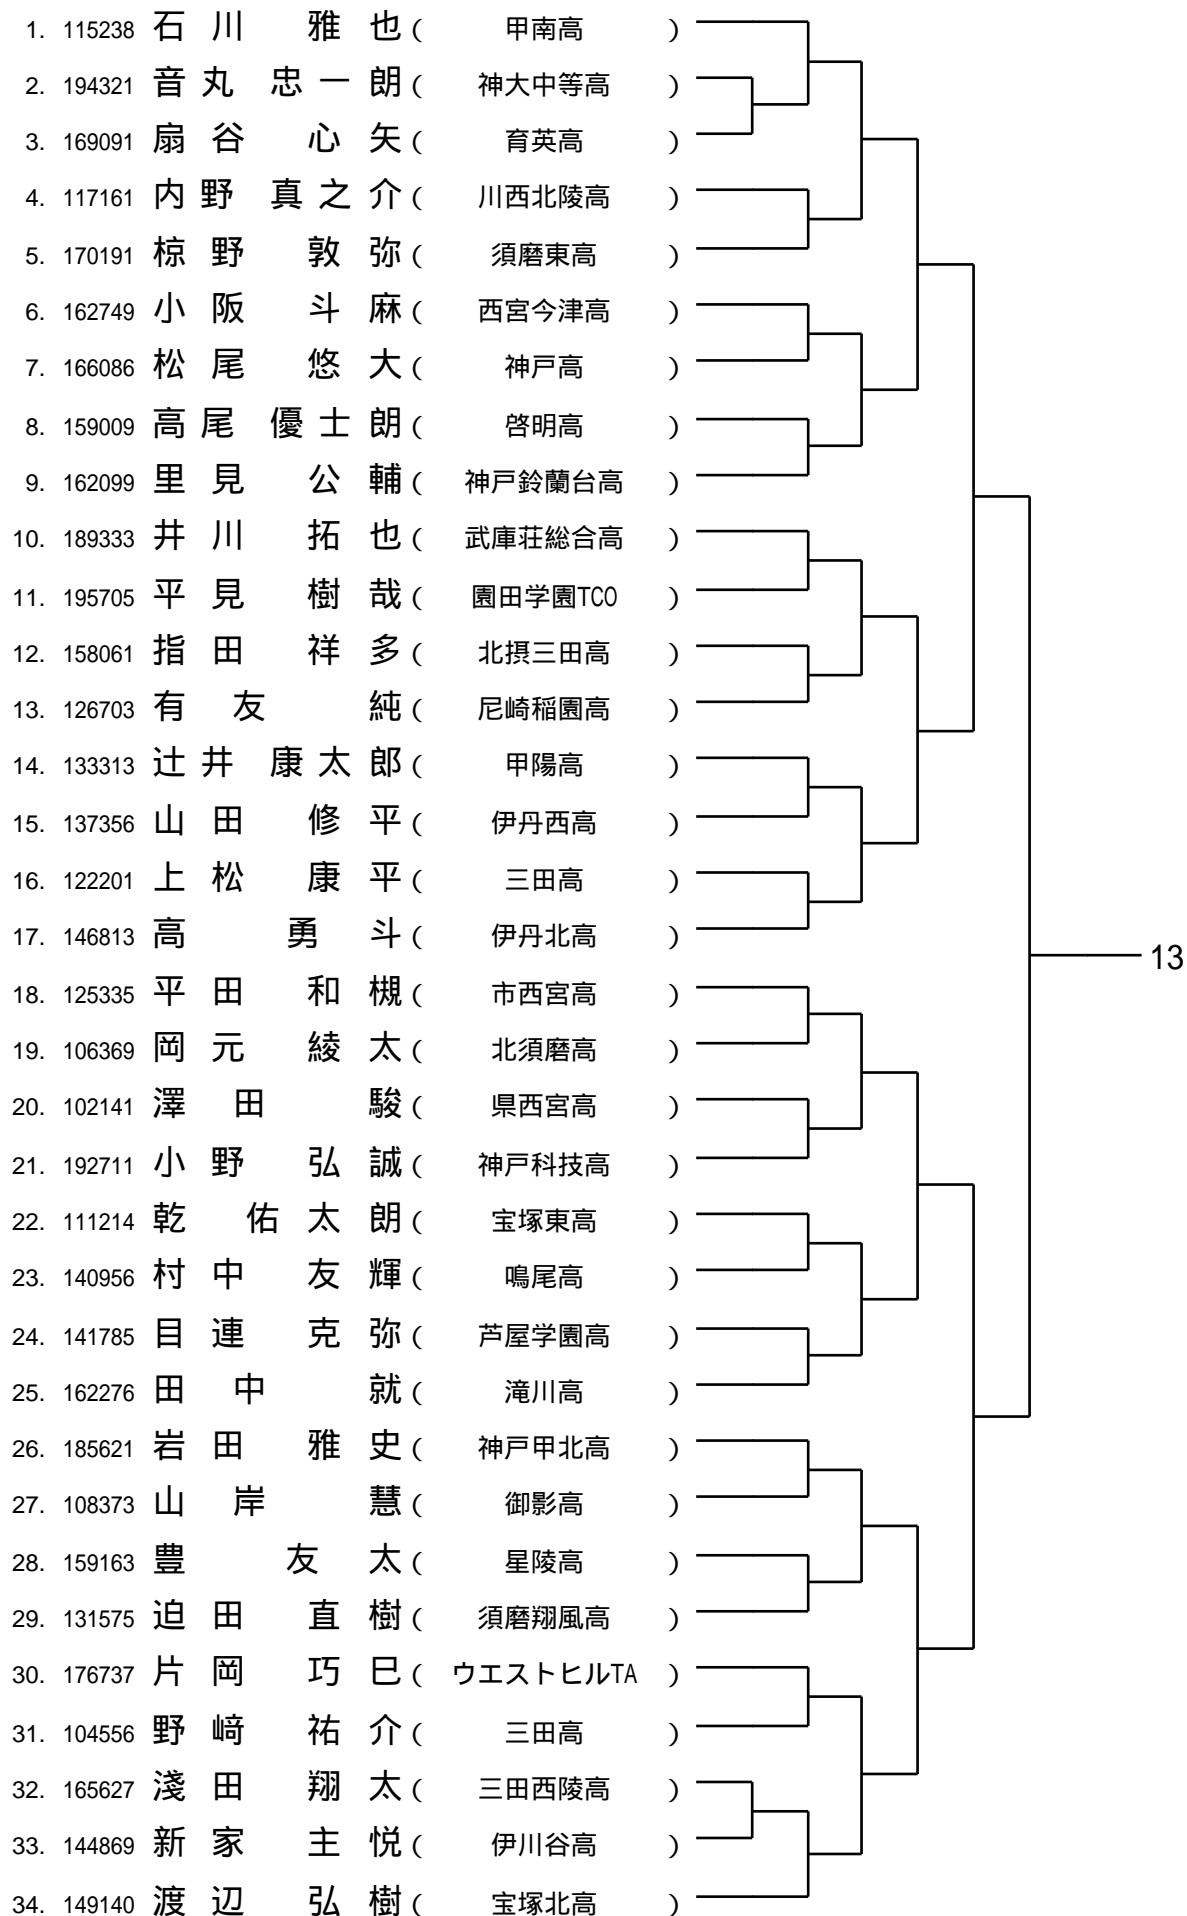 1. 115238 石川 雅也 ( 甲南高 )
2. 194321 音丸 忠一朗 ( 神大中等高 )
3. 169091 扇谷 心矢 ( 育英高 )
4. 117161 内野 真之介 ( 川西北陵高 )
5. 170191 椋野 敦弥 ( 須磨東高 )
6. 162749 小阪 斗麻 ( 西宮今津高 )
7. 166086 松尾 悠大 ( 神戸高 )
8. 159009 高尾 優士朗 ( 啓明高 )
9. 162099 里見 公輔 ( 神戸鈴蘭台高 )
10. 189333 井川 拓也 ( 武庫荘総合高 )
11. 195705 平見 樹哉 ( 園田学園TCO )
12. 158061 指田 祥多 ( 北摂三田高 )
13. 126703 有友 純 ( 尼崎稲園高 )
14. 133313 辻井 康太郎 ( 甲陽高 )
15. 137356 山田 修平 ( 伊丹西高 )
16. 122201 上松 康平 ( 三田高 )
17. 146813 高 勇斗 ( 伊丹北高 )
13
18. 125335 平田 和槻 ( 市西宮高 )
19. 106369 岡元 綾太 ( 北須磨高 )
20. 102141 澤田 駿 ( 県西宮高 )
21. 192711 小野 弘誠 ( 神戸科技高 )
22. 111214 乾 佑太朗 ( 宝塚東高 )
23. 140956 村中 友輝 ( 鳴尾高 )
24. 141785 目連 克弥 ( 芦屋学園高 )
25. 162276 田中 就 ( 滝川高 )
26. 185621 岩田 雅史 ( 神戸甲北高 )
27. 108373 山岸 慧 ( 御影高 )
28. 159163 豊 友太 ( 星陵高 )
29. 131575 迫田 直樹 ( 須磨翔風高 )
30. 176737 片岡 巧巳 ( ウエストヒルTA )
31. 104556 野﨑 祐介 ( 三田高 )
32. 165627 淺田 翔太 ( 三田西陵高 )
33. 144869 新家 主悦 ( 伊川谷高 )
34. 149140 渡辺 弘樹 ( 宝塚北高 )